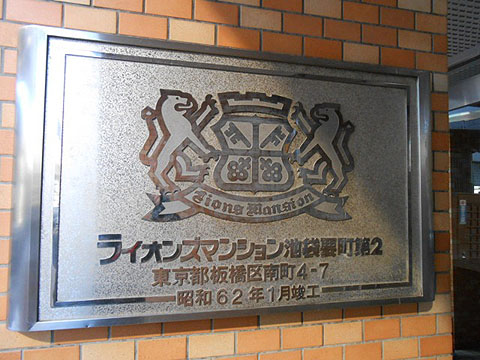 Lions Mansion
ライオンズマンション池袋要町第2
東京都板橋区南町4-7
昭和62年1月竣工